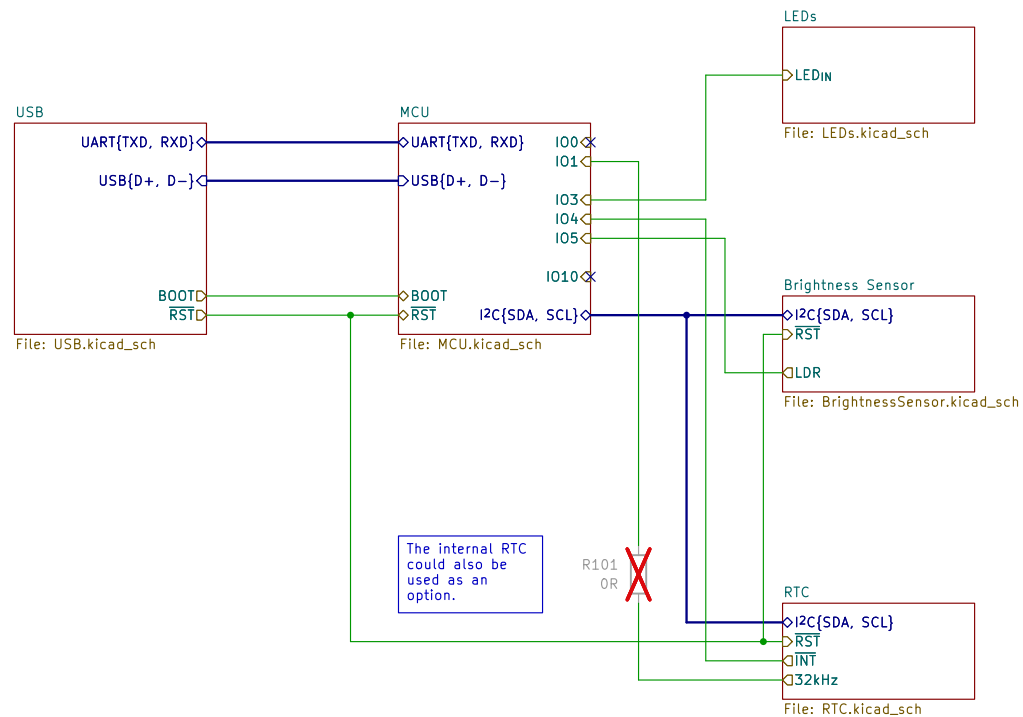 LEDs
LEDIN
File: LEDs.kicad_sch
USB
UART{TXD, RXD}
USB{D+, D-}
BOOT
RST
File: USB.kicad_sch
MCU
UART{TXD, RXD}
USB{D+, D-}
BOOT
RST
IO0
IO1
IO3
IO4
IO5
IO10
I²C{SDA, SCL}
File: MCU.kicad_sch
Brightness Sensor
I²C{SDA, SCL}
RST
LDR
File: BrightnessSensor.kicad_sch
The internal RTC
could also be
used as an
option.
R101
0R
RTC
I²C{SDA, SCL}
RST
INT
32kHz
File: RTC.kicad_sch